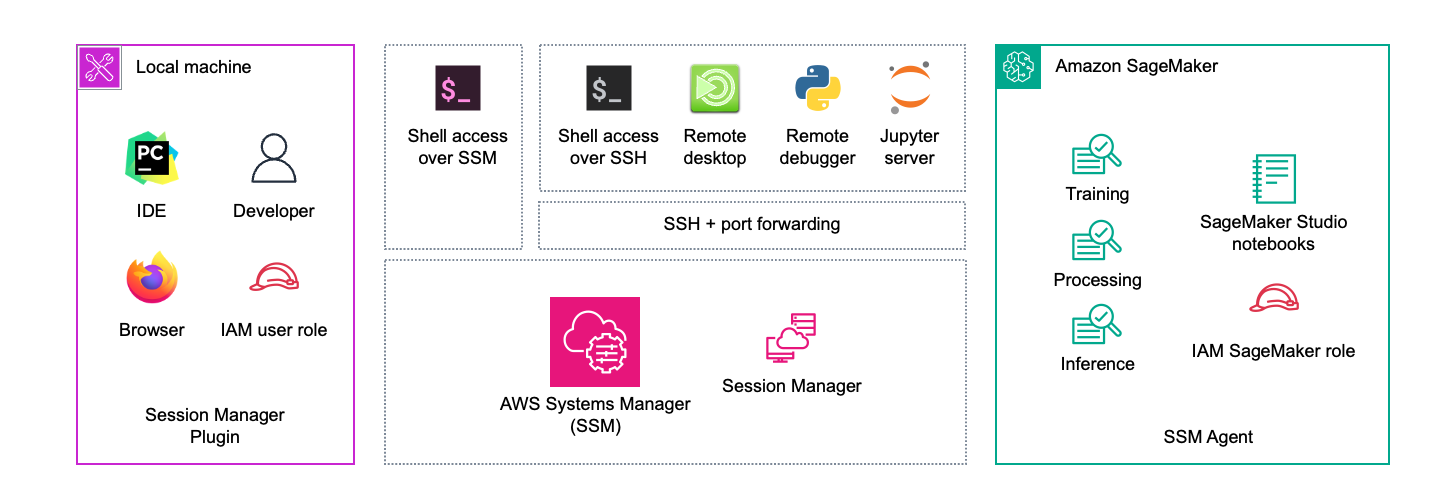 Local machine
PC
IDE
Developer
Browser
IAM user role
Session Manager
Plugin
$_
Shell access
over SSM
$_
Shell access
over SSH
Remote
desktop
Remote
debugger
Jupyter
server
SSH + port forwarding
AWS Systems Manager
(SSM)
Session Manager
Amazon SageMaker
Training
Processing
Inference
SageMaker Studio
notebooks
IAM SageMaker role
SSM Agent